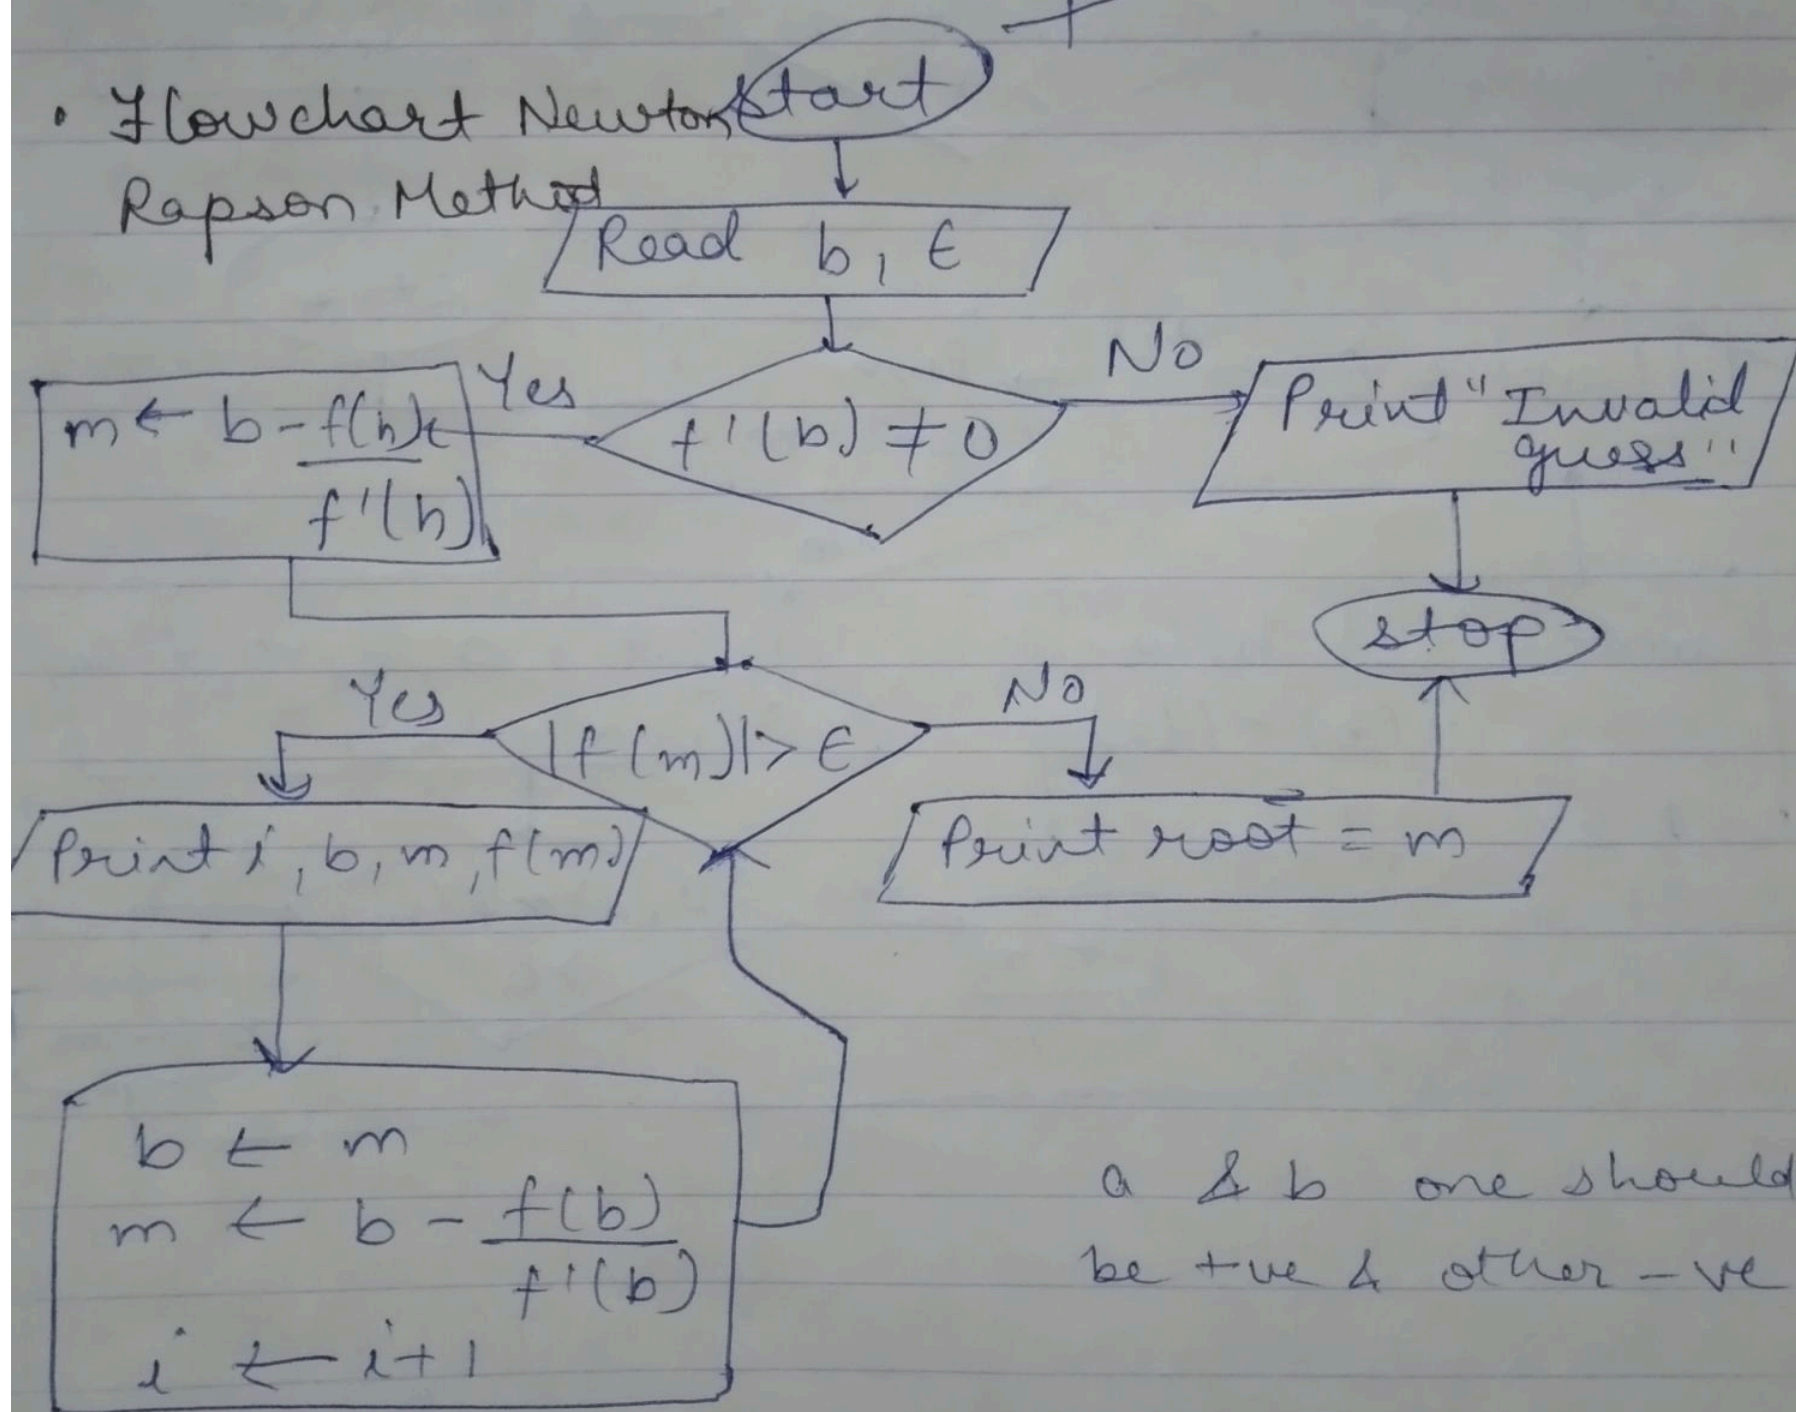 • Flowchart Newton
Rapson Method
Start
Read b, ϵ
f'(b) ≠ 0
Yes
No
m ← b - f(h)
f'(h)
Print "Invalid
guess"
stop
|f(m)| > ϵ
Yes
No
Print i, b, m, f(m)
Print root = m
b ← m
m ← b - f(b)
f'(b)
i ← i + 1
a & b one should
be +ve & other -ve